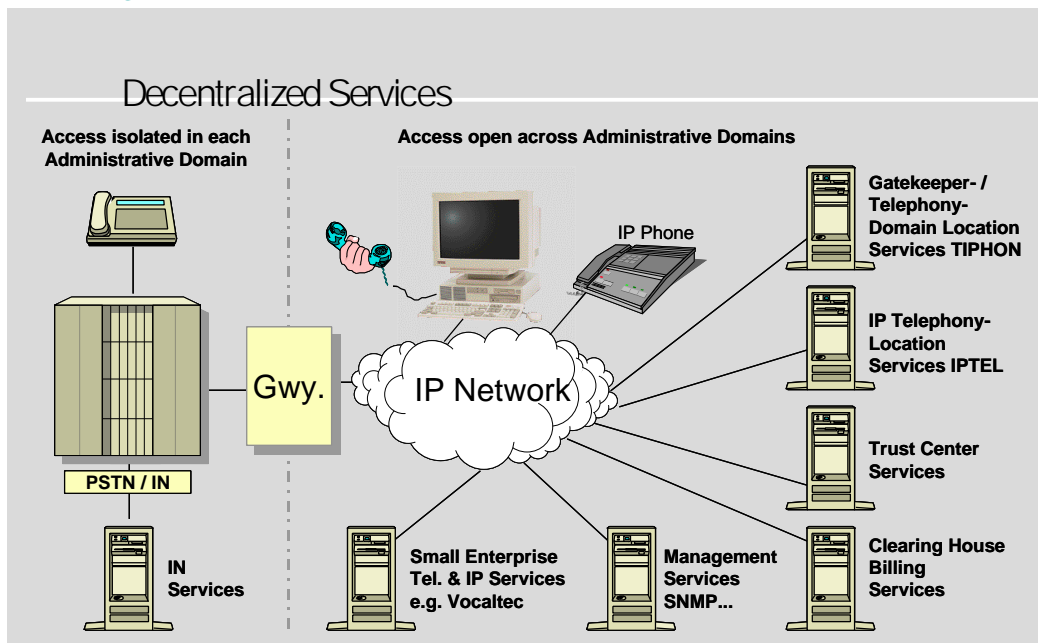 Decentralized Services
Access isolated in each
Administrative Domain
Access open across Administrative Domains
IP Phone
Gatekeeper- /
Telephony-
Domain Location
Services TIPHON
IP Telephony-
Location
Services IPTEL
Gwy.
IP Network
Trust Center
Services
PSTN / IN
IN
Services
Small Enterprise
Tel. & IP Services
e.g. Vocaltec
Management
Services
SNMP...
Clearing House
Billing
Services